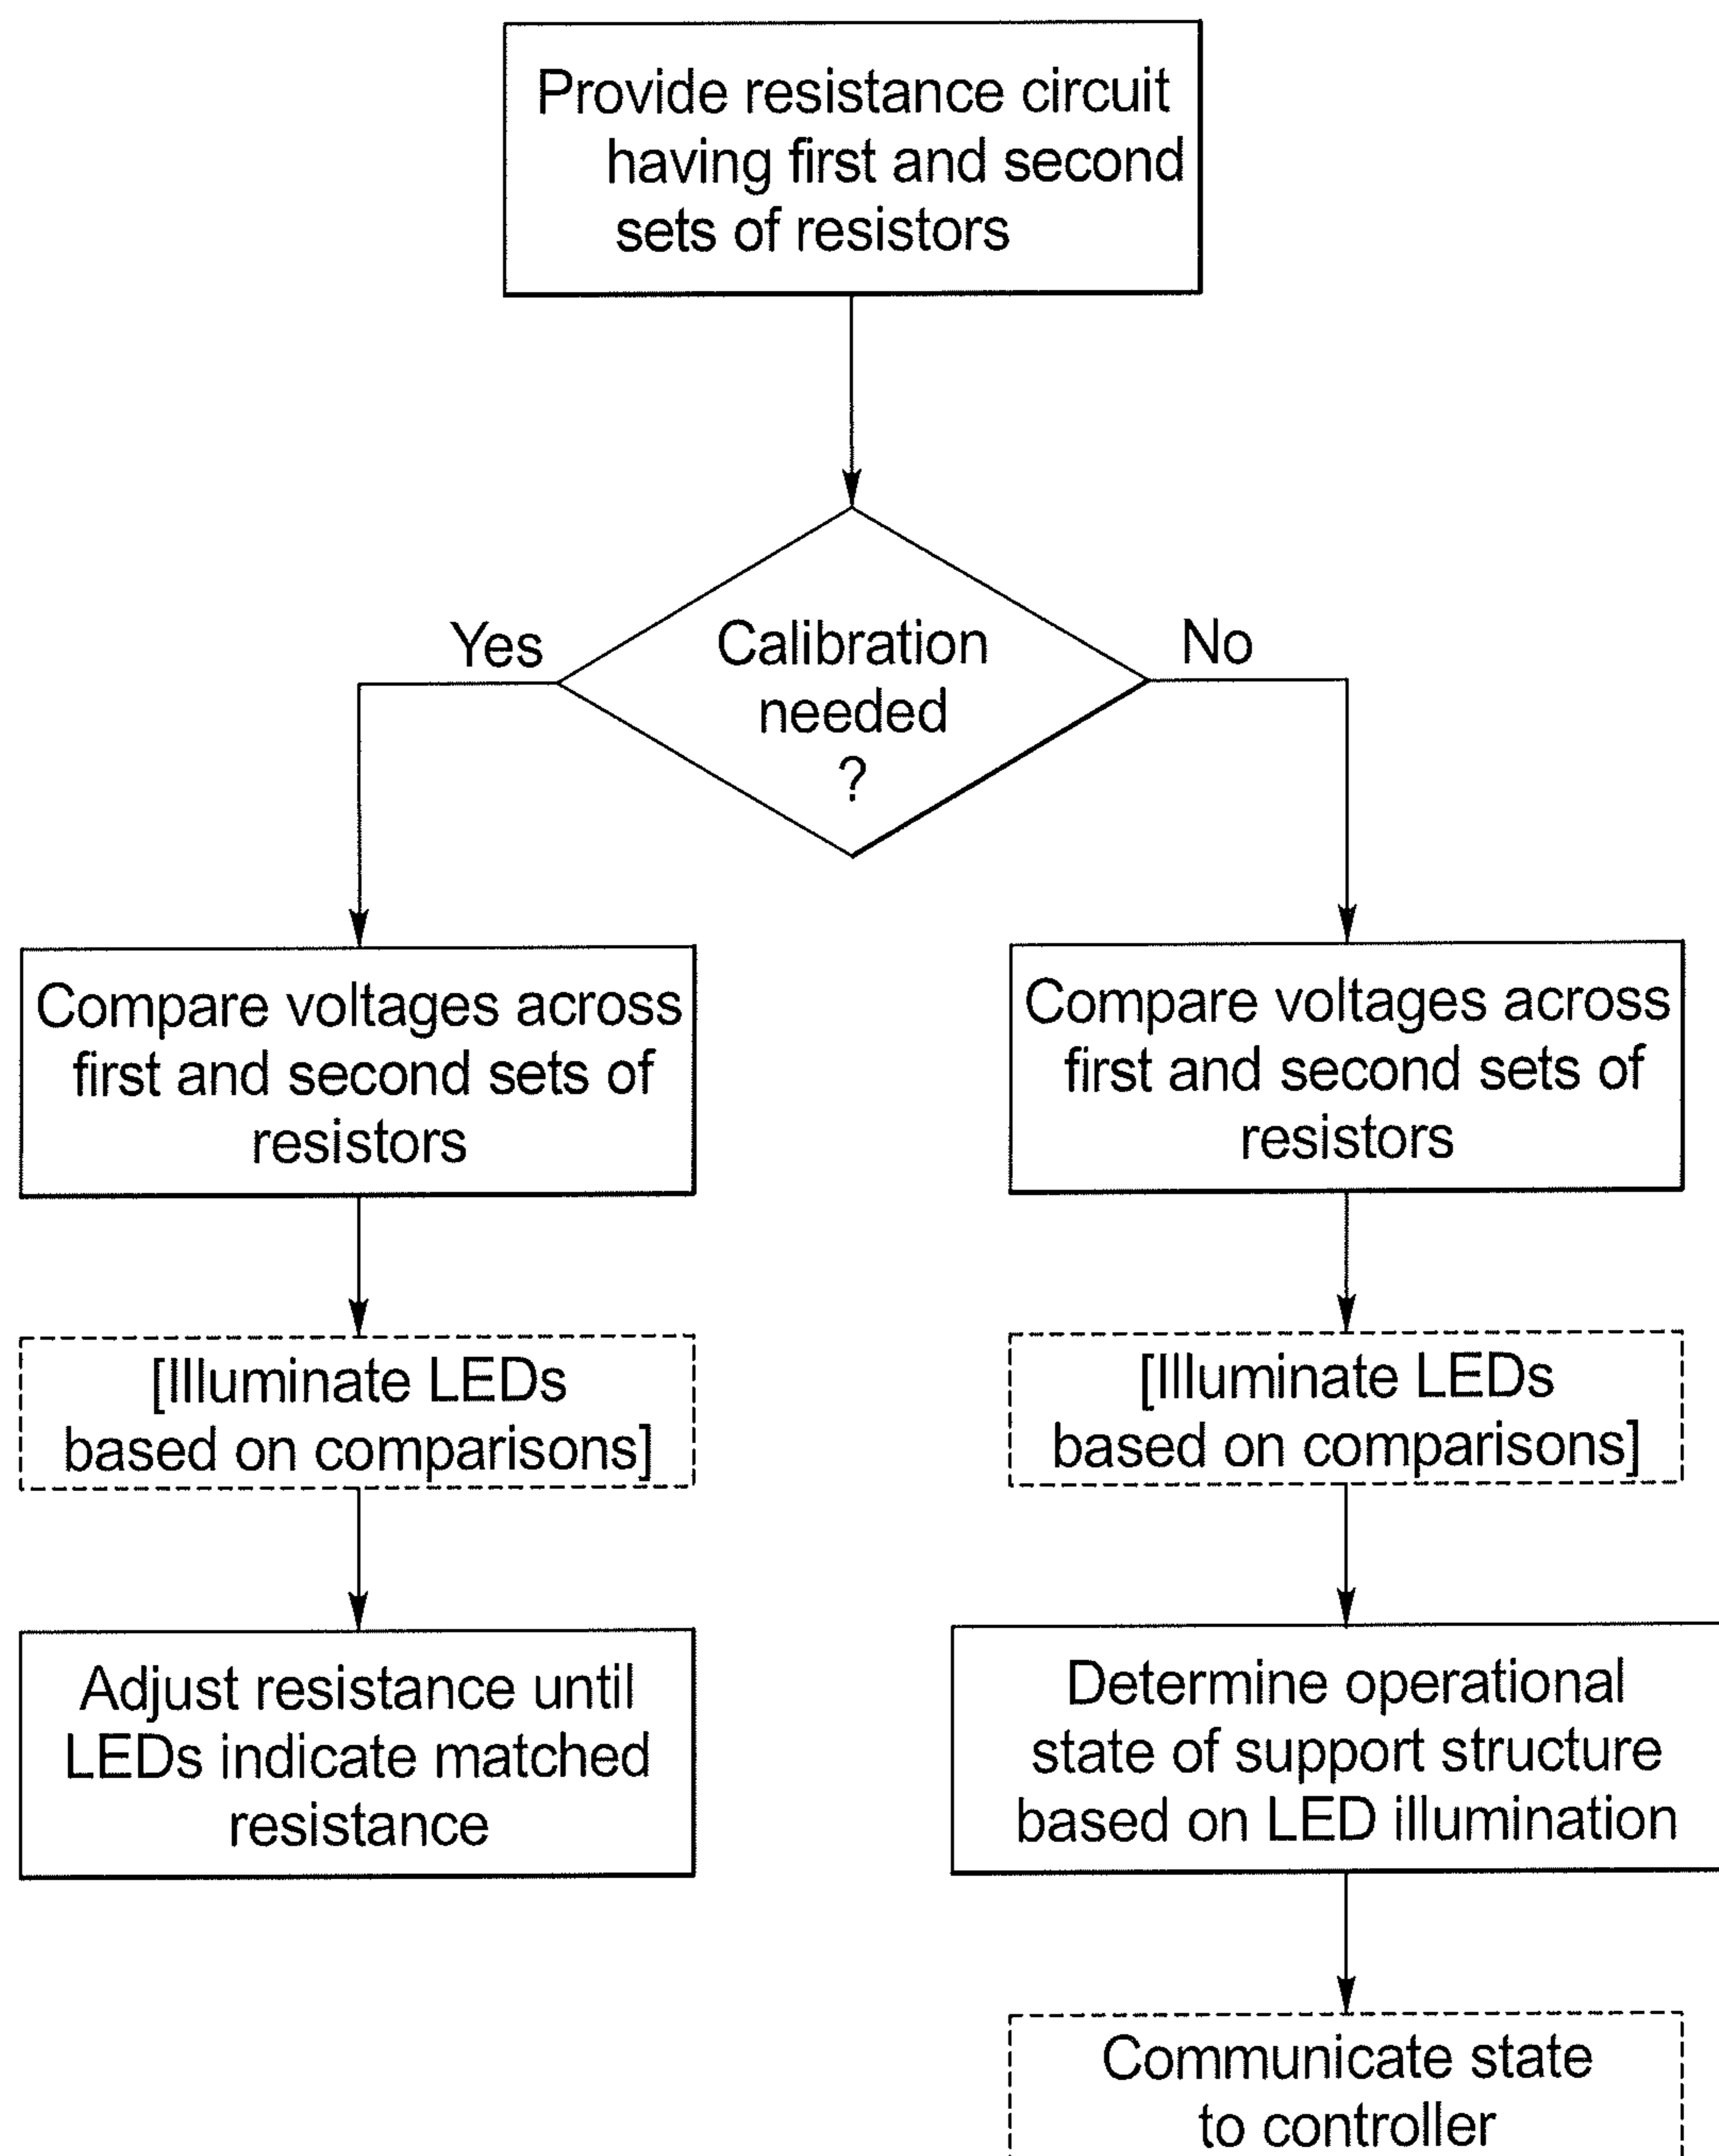 Provide resistance circuit
having first and second
sets of resistors
Yes
No
Calibration
needed
?
Compare voltages across
first and second sets of
resistors
Compare voltages across
first and second sets of
resistors
[Illuminate LEDs
based on comparisons]
[Illuminate LEDs
based on comparisons]
Adjust resistance until
LEDs indicate matched
resistance
Determine operational
state of support structure
based on LED illumination
Communicate state
to controller